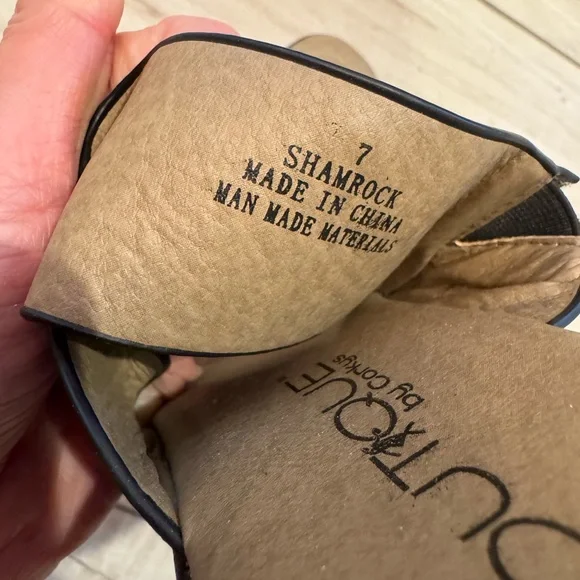 7
SHAMROCK
MADE IN CHINA
MAN MADE MATERIALS
OUTIQUE
by Corkys